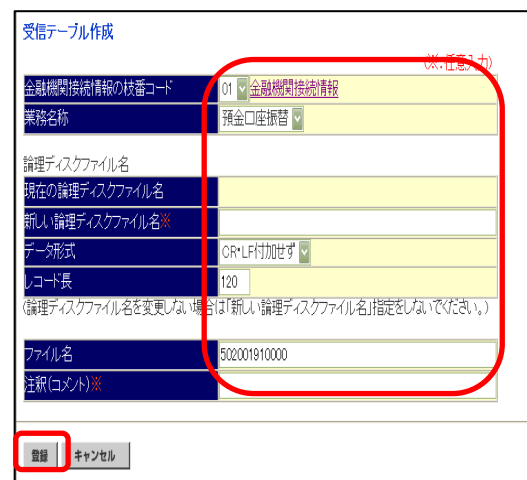 受信テーブル作成
(※:任意入力)
金融機関接続情報の枝番コード 01 金融機関接続情報
業務名称 預金口座振替
論理ディスクファイル名
現在の論理ディスクファイル名
新しい論理ディスクファイル名※
データ形式 CR・LF付加せず
レコード長 120
(論理ディスクファイル名を変更しない場合は「新しい論理ディスクファイル名」指定をしないでください。)
ファイル名 502001910000
注釈(コメント)※
登録 キャンセル